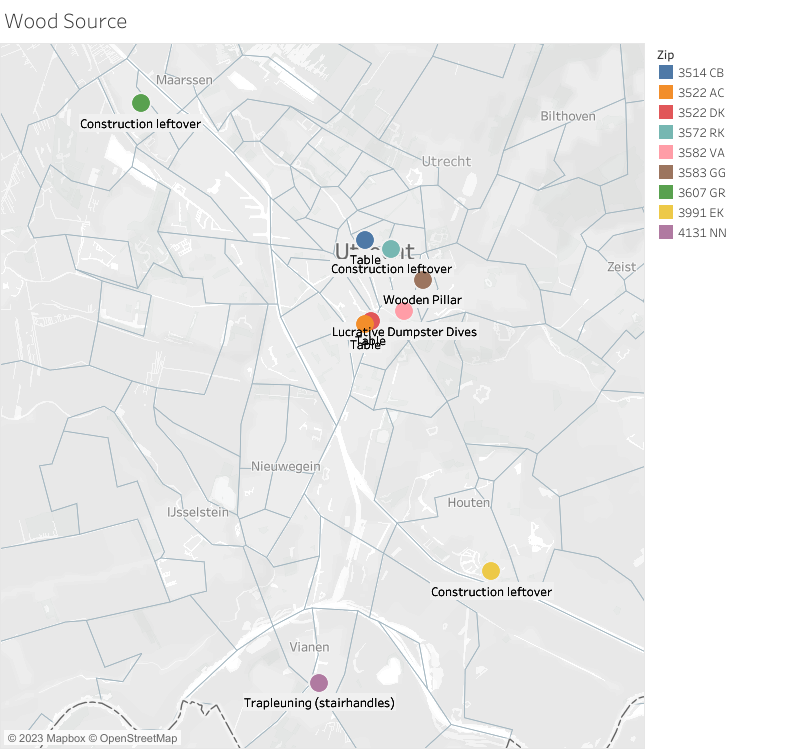 Wood Source
Zip
3514 CB
3522 AC
3522 DK
3572 RK
3582 VA
3583 GG
3607 GR
3991 EK
4131 NN
Maarssen
Construction leftover
Bilthoven
Utrecht
Utrecht
Table
Zeist
Construction leftover
Wooden Pillar
Lucrative Dumpster Dives
Table
Table
Nieuwegein
Houten
IJsselstein
Construction leftover
Vianen
Trapleuning (stairhandles)
© 2023 Mapbox © OpenStreetMap